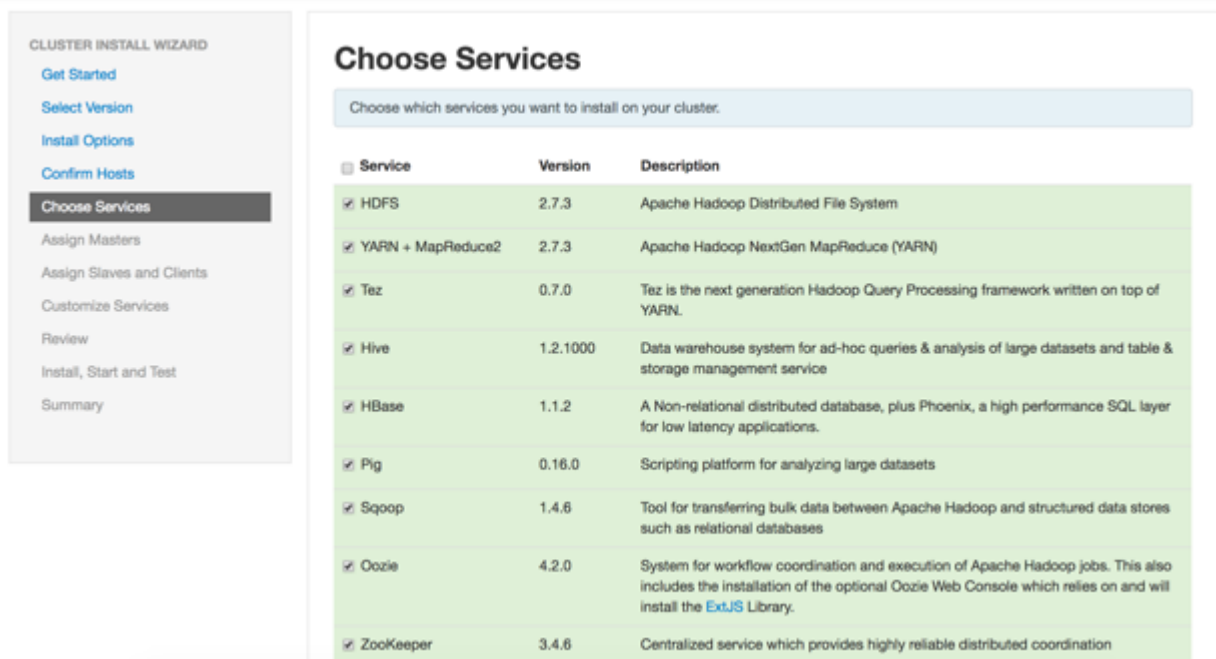 CLUSTER INSTALL WIZARD
Get Started
Select Version
Install Options
Confirm Hosts
Choose Services
Assign Masters
Assign Slaves and Clients
Customize Services
Review
Install, Start and Test
Summary
Choose Services
Choose which services you want to install on your cluster.
Service Version Description
HDFS 2.7.3 Apache Hadoop Distributed File System
YARN + MapReduce2 2.7.3 Apache Hadoop NextGen MapReduce (YARN)
Tez 0.7.0 Tez is the next generation Hadoop Query Processing framework written on top of
YARN.
Hive 1.2.1000 Data warehouse system for ad-hoc queries & analysis of large datasets and table &
storage management service
HBase 1.1.2 A Non-relational distributed database, plus Phoenix, a high performance SQL layer
for low latency applications.
Pig 0.16.0 Scripting platform for analyzing large datasets
Sqoop 1.4.6 Tool for transferring bulk data between Apache Hadoop and structured data stores
such as relational databases
Oozie 4.2.0 System for workflow coordination and execution of Apache Hadoop jobs. This also
includes the installation of the optional Oozie Web Console which relies on and will
install the ExtJS Library.
ZooKeeper 3.4.6 Centralized service which provides highly reliable distributed coordination